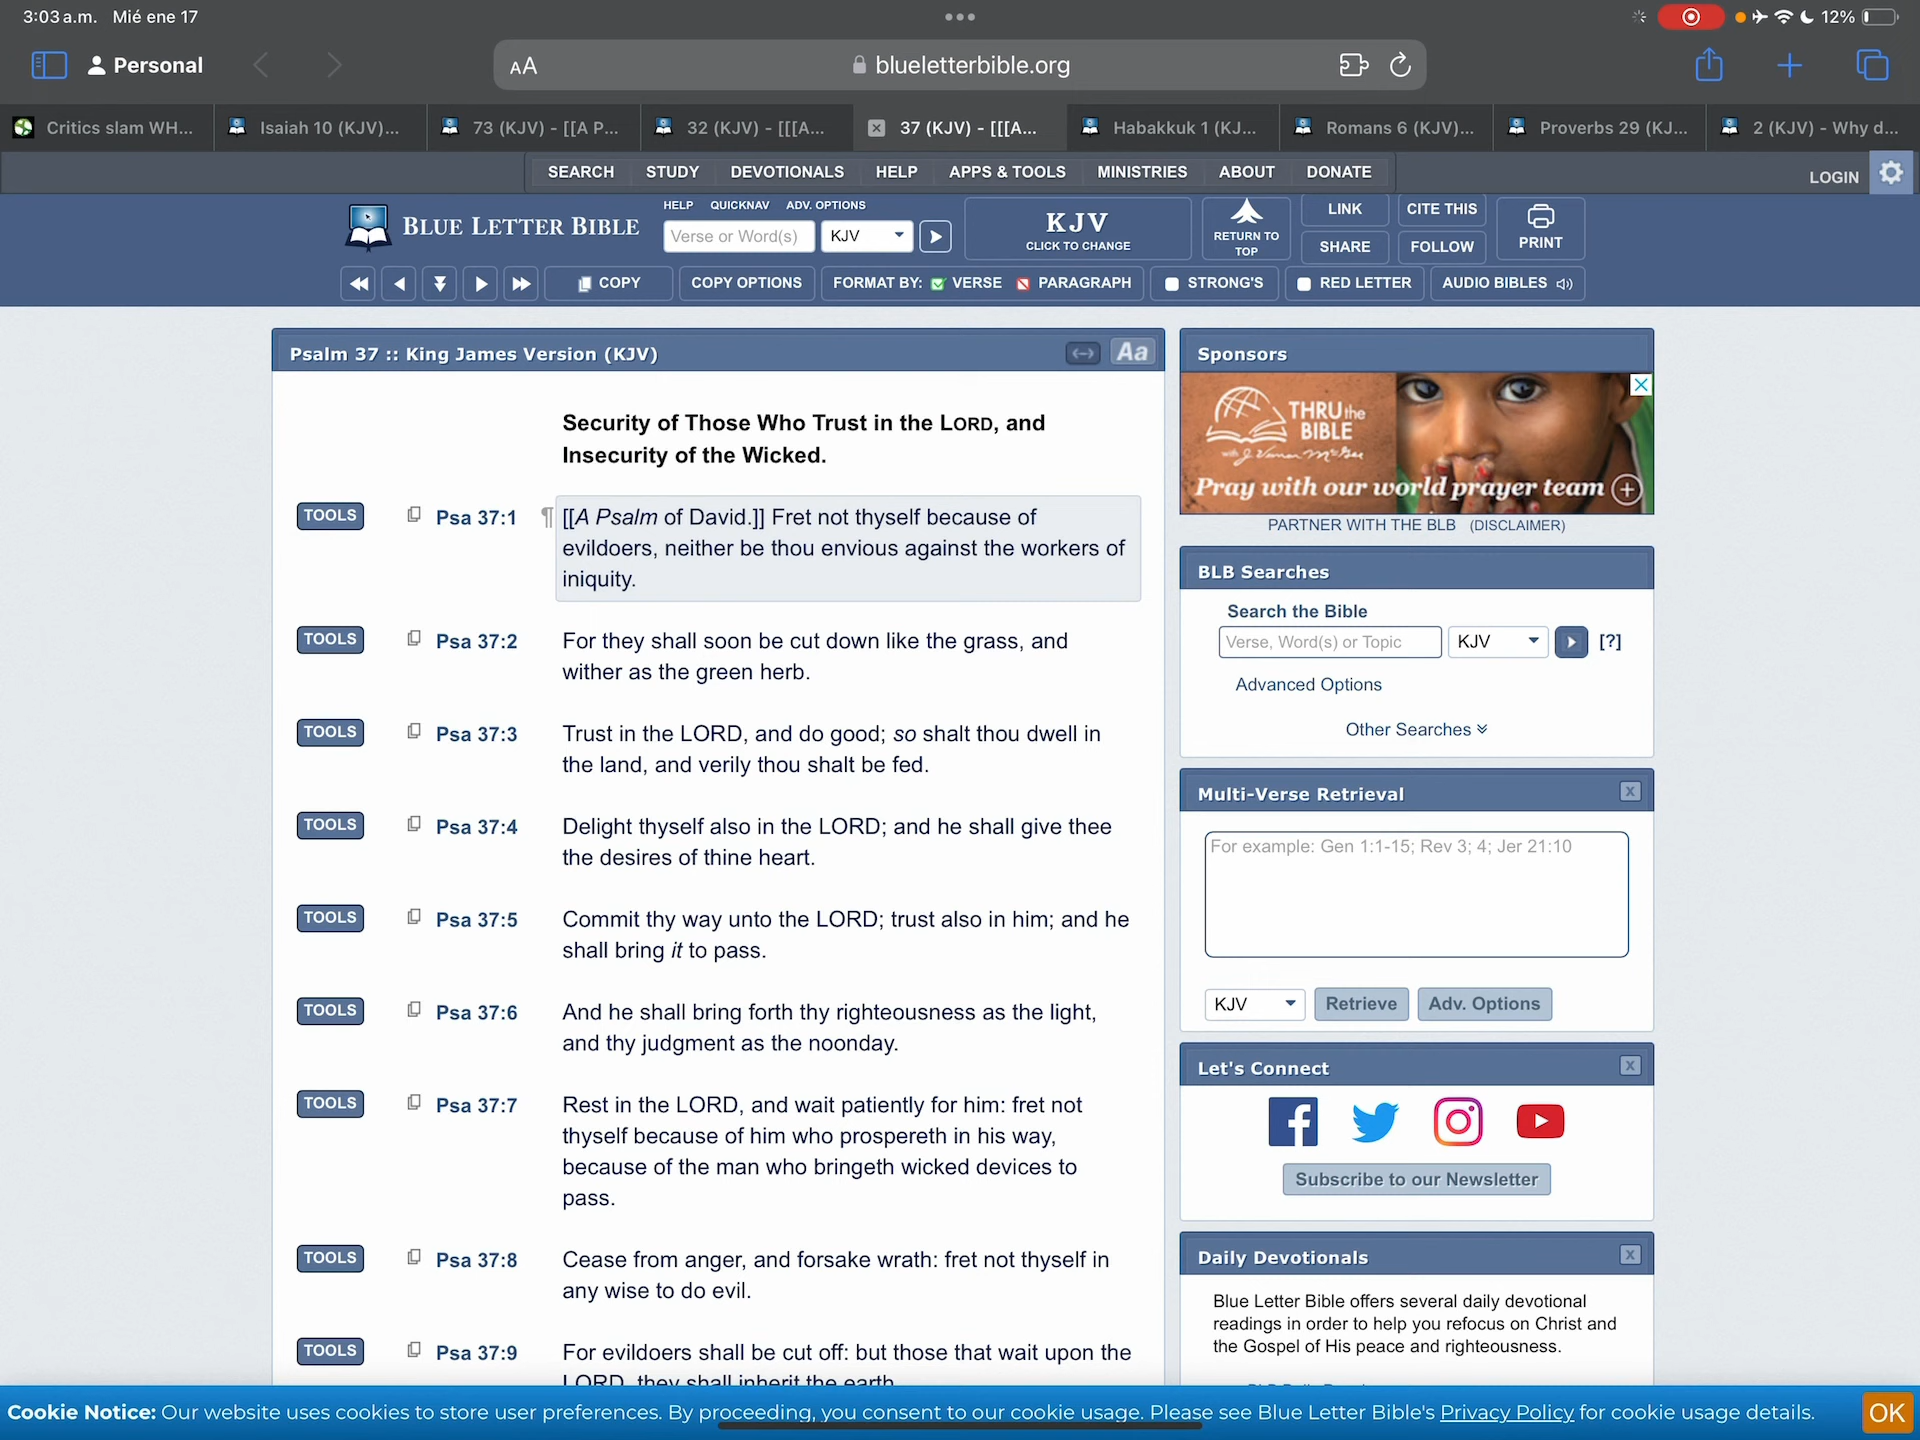 3:03 a.m. Mié ene 17
12%
Personal
AA
blueletterbible.org
Critics slam WH...
Isaiah 10 (KJV)...
73 (KJV) - [[A P...
32 (KJV) - [[[A...
37 (KJV) - [[[A...
Habakkuk 1 (KJ...
Romans 6 (KJV)...
Proverbs 29 (KJ...
2 (KJV) - Why d...
SEARCH STUDY DEVOTIONALS HELP APPS & TOOLS MINISTRIES ABOUT DONATE
LOGIN
BLUE LETTER BIBLE
HELP QUICKNAV ADV. OPTIONS
Verse or Word(s) KJV
KJV
CLICK TO CHANGE
RETURN TO
TOP
LINK
CITE THIS
SHARE
FOLLOW
PRINT
COPY
COPY OPTIONS
FORMAT BY: VERSE PARAGRAPH
STRONG'S
RED LETTER
AUDIO BIBLES
Psalm 37 :: King James Version (KJV)
Aa
Security of Those Who Trust in the LORD, and
Insecurity of the Wicked.
TOOLS Psa 37:1 ¶ [[A Psalm of David.]] Fret not thyself because of
evildoers, neither be thou envious against the workers of
iniquity.
TOOLS Psa 37:2 For they shall soon be cut down like the grass, and
wither as the green herb.
TOOLS Psa 37:3 Trust in the LORD, and do good; so shalt thou dwell in
the land, and verily thou shalt be fed.
TOOLS Psa 37:4 Delight thyself also in the LORD; and he shall give thee
the desires of thine heart.
TOOLS Psa 37:5 Commit thy way unto the LORD; trust also in him; and he
shall bring it to pass.
TOOLS Psa 37:6 And he shall bring forth thy righteousness as the light,
and thy judgment as the noonday.
TOOLS Psa 37:7 Rest in the LORD, and wait patiently for him: fret not
thyself because of him who prospereth in his way,
because of the man who bringeth wicked devices to
pass.
TOOLS Psa 37:8 Cease from anger, and forsake wrath: fret not thyself in
any wise to do evil.
TOOLS Psa 37:9 For evildoers shall be cut off: but those that wait upon the
LORD, they shall inherit the earth.
Sponsors
THRU the
BIBLE
with J. Vernon McGee
Pray with our world prayer team
PARTNER WITH THE BLB (DISCLAIMER)
BLB Searches
Search the Bible
Verse, Word(s) or Topic KJV [?]
Advanced Options
Other Searches
Multi-Verse Retrieval X
For example: Gen 1:1-15; Rev 3; 4; Jer 21:10
KJV Retrieve Adv. Options
Let's Connect X
Subscribe to our Newsletter
Daily Devotionals X
Blue Letter Bible offers several daily devotional
readings in order to help you refocus on Christ and
the Gospel of His peace and righteousness.
Cookie Notice: Our website uses cookies to store user preferences. By proceeding, you consent to our cookie usage. Please see Blue Letter Bible's Privacy Policy for cookie usage details.
OK